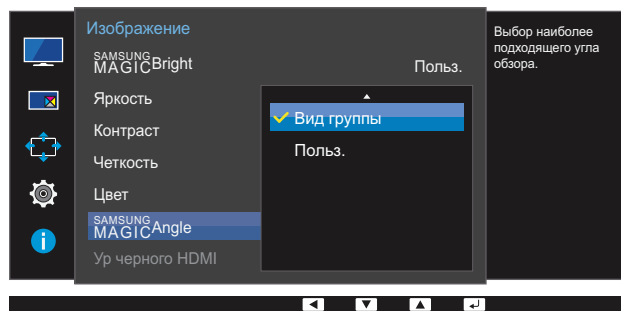 Изображение
SAMSUNG
MAGICBright
Польз.
Яркость
Контраст
Четкость
Цвет
SAMSUNG
MAGICAngle
Ур черного HDMI
Вид группы
Польз.
Выбор наиболее
подходящего угла
обзора.